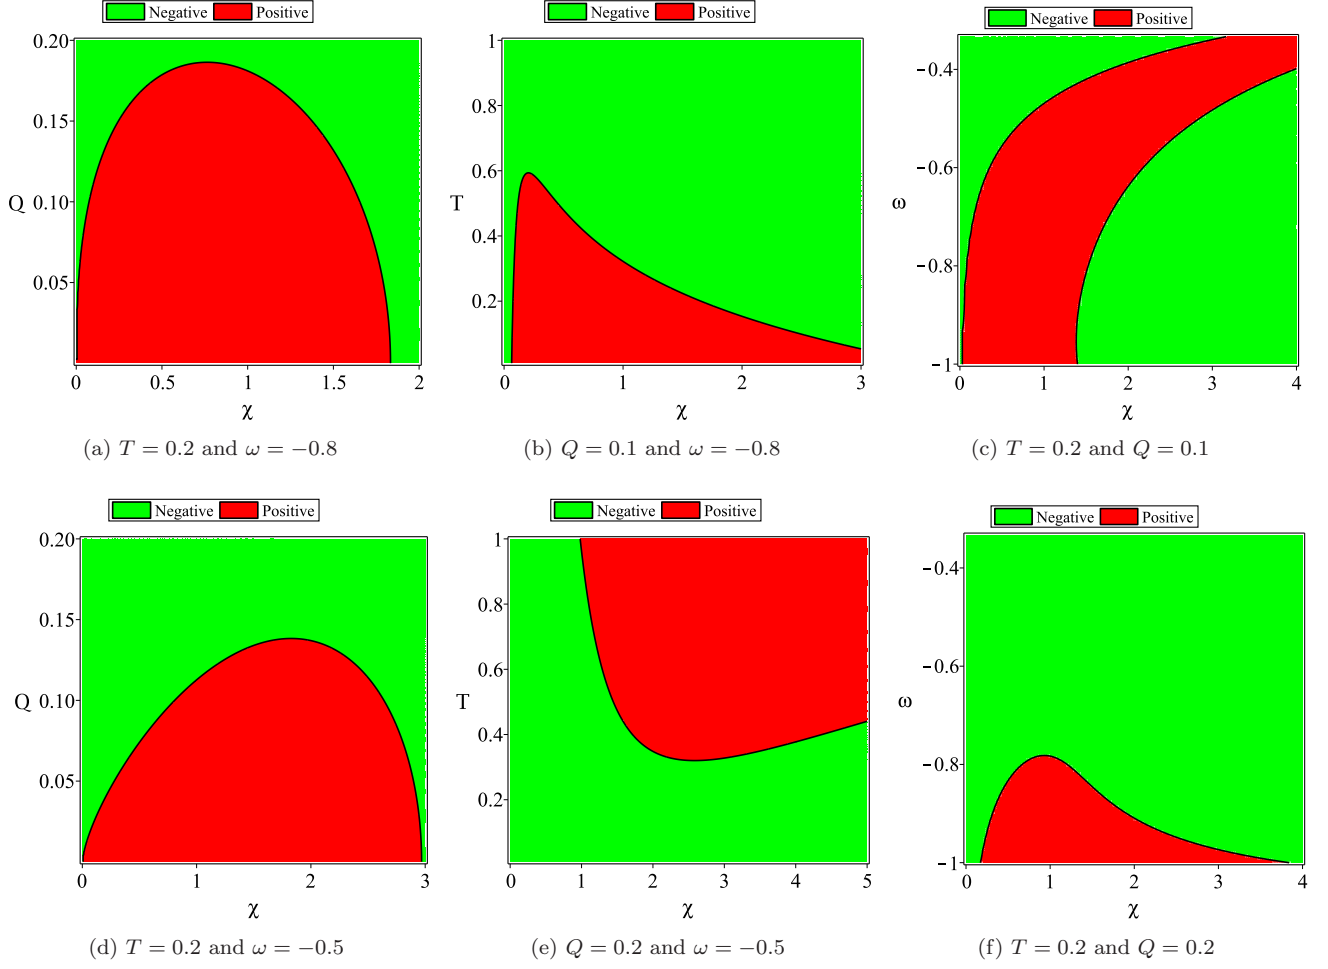 Negative Positive
Q
0.20
0.15
0.10
0.05
0 0.5 1 1.5 2
χ
(a) T = 0.2 and ω = −0.8
Negative Positive
T
1
0.8
0.6
0.4
0.2
0 1 2 3
χ
(b) Q = 0.1 and ω = −0.8
Negative Positive
ω
−0.4
−0.6
−0.8
−1
0 1 2 3 4
χ
(c) T = 0.2 and Q = 0.1
Negative Positive
Q
0.20
0.15
0.10
0.05
0 1 2 3
χ
(d) T = 0.2 and ω = −0.5
Negative Positive
T
1
0.8
0.6
0.4
0.2
0 1 2 3 4 5
χ
(e) Q = 0.2 and ω = −0.5
Negative Positive
ω
−0.4
−0.6
−0.8
−1
0 1 2 3 4
χ
(f) T = 0.2 and Q = 0.2